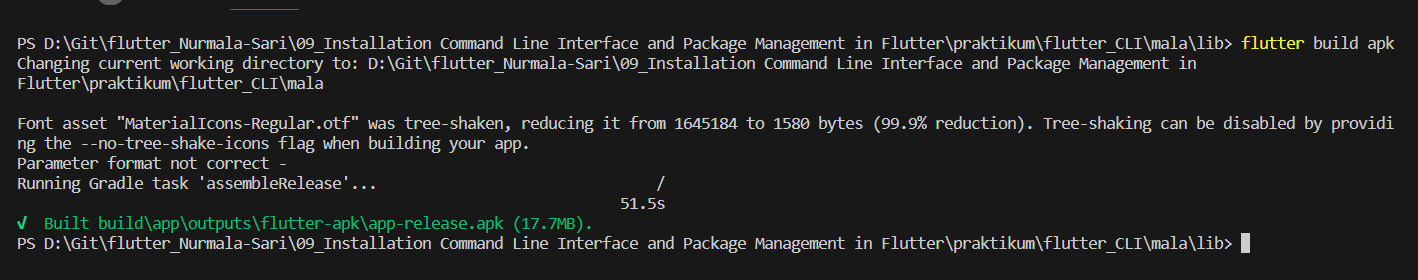 PS D:\Git\flutter_Nurmala-Sari\09_Installation Command Line Interface and Package Management in Flutter\praktikum\flutter_CLI\mala\lib> flutter build apk
Changing current working directory to: D:\Git\flutter_Nurmala-Sari\09_Installation Command Line Interface and Package Management in
Flutter\praktikum\flutter_CLI\mala
Font asset "MaterialIcons-Regular.otf" was tree-shaken, reducing it from 1645184 to 1580 bytes (99.9% reduction). Tree-shaking can be disabled by providi
ng the --no-tree-shake-icons flag when building your app.
Parameter format not correct -
Running Gradle task 'assembleRelease'... /
51.5s
√ Built build\app\outputs\flutter-apk\app-release.apk (17.7MB).
PS D:\Git\flutter_Nurmala-Sari\09_Installation Command Line Interface and Package Management in Flutter\praktikum\flutter_CLI\mala\lib>